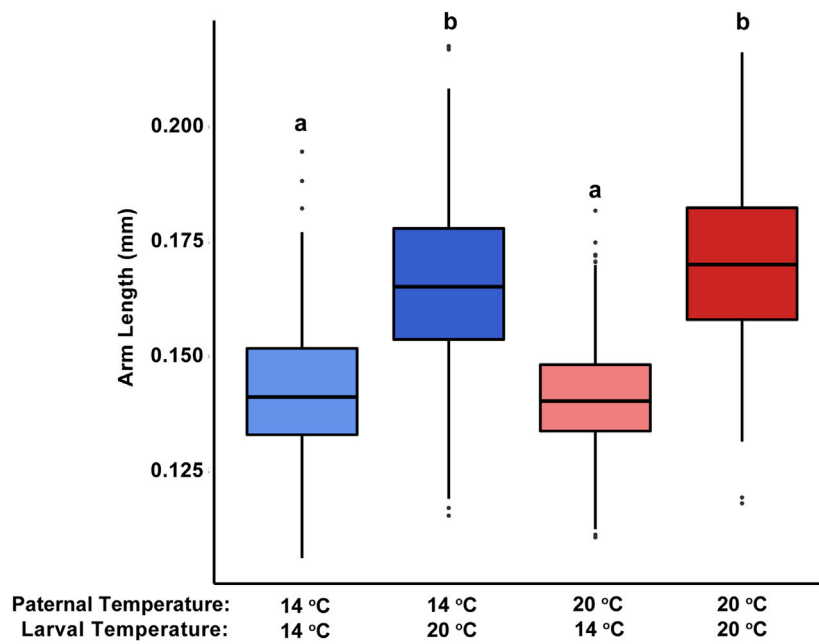 b
b
0.200
a
a
0.175
0.150
0.125
Arm Length (mm)
Paternal Temperature: 14 °C 14 °C 20 °C 20 °C
Larval Temperature: 14 °C 20 °C 14 °C 20 °C